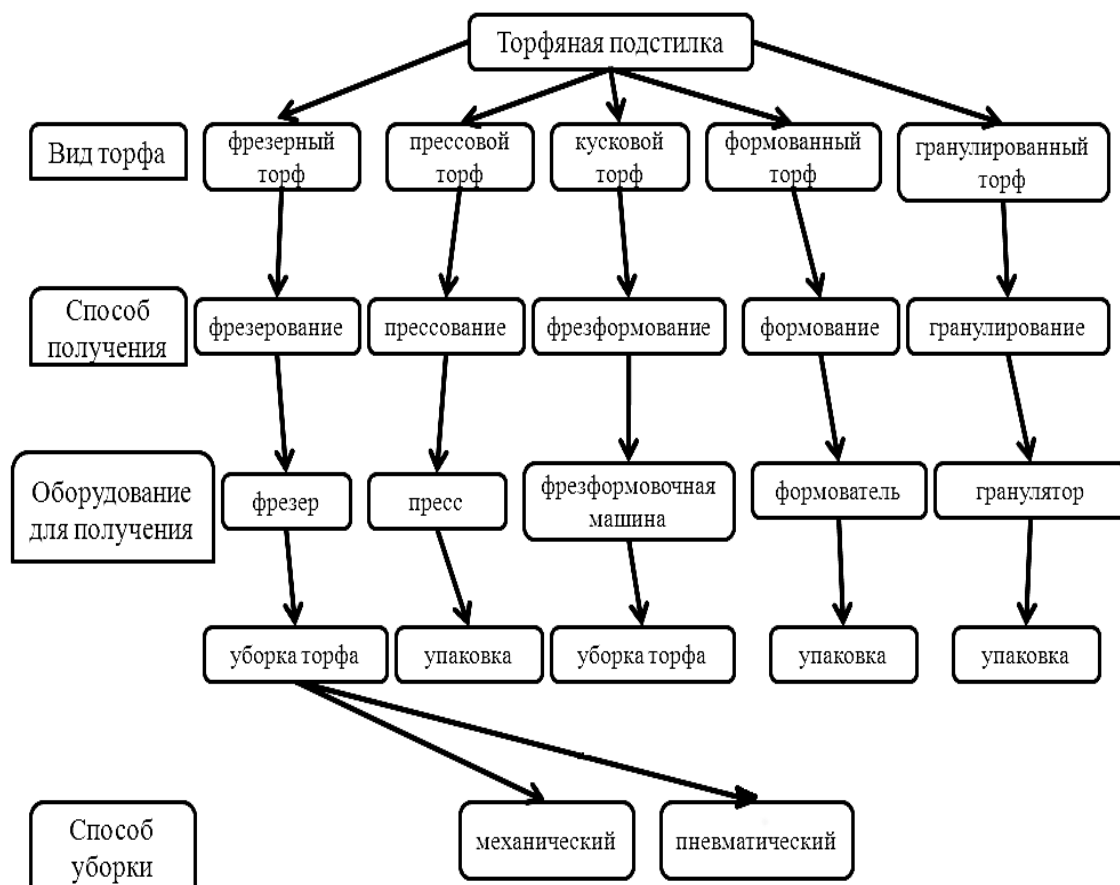 Торфяная подстилка
Вид торфа
фрезерный
торф
прессовой
торф
кусковой
торф
формованный
торф
гранулированный
торф
Способ
получения
фрезерование
прессование
фрезформование
формование
гранулирование
Оборудование
для получения
фрезер
пресс
фрезформовочная
машина
формователь
гранулятор
уборка торфа
упаковка
уборка торфа
упаковка
упаковка
Способ
уборки
механический
пневматический